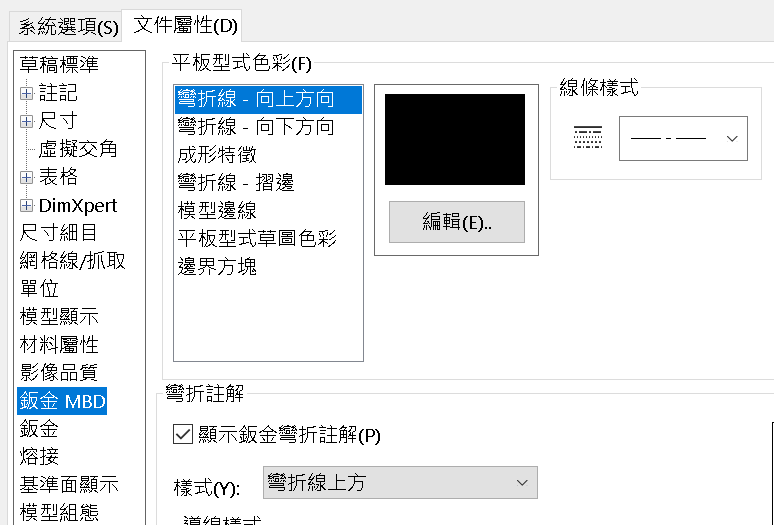 系統選項(S) 文件屬性(D)
草稿標準
註記
尺寸
虛擬交角
表格
DimXpert
尺寸細目
網格線/抓取
單位
模型顯示
材料屬性
影像品質
鈑金 MBD
鈑金
熔接
基準面顯示
模型組態
平板型式色彩(F)
彎折線 - 向上方向
彎折線 - 向下方向
成形特徵
彎折線 - 摺邊
模型邊線
平板型式草圖色彩
邊界方塊
編輯(E)..
線條樣式
彎折註解
顯示鈑金彎折註解(P)
樣式(Y): 彎折線上方
導線樣式